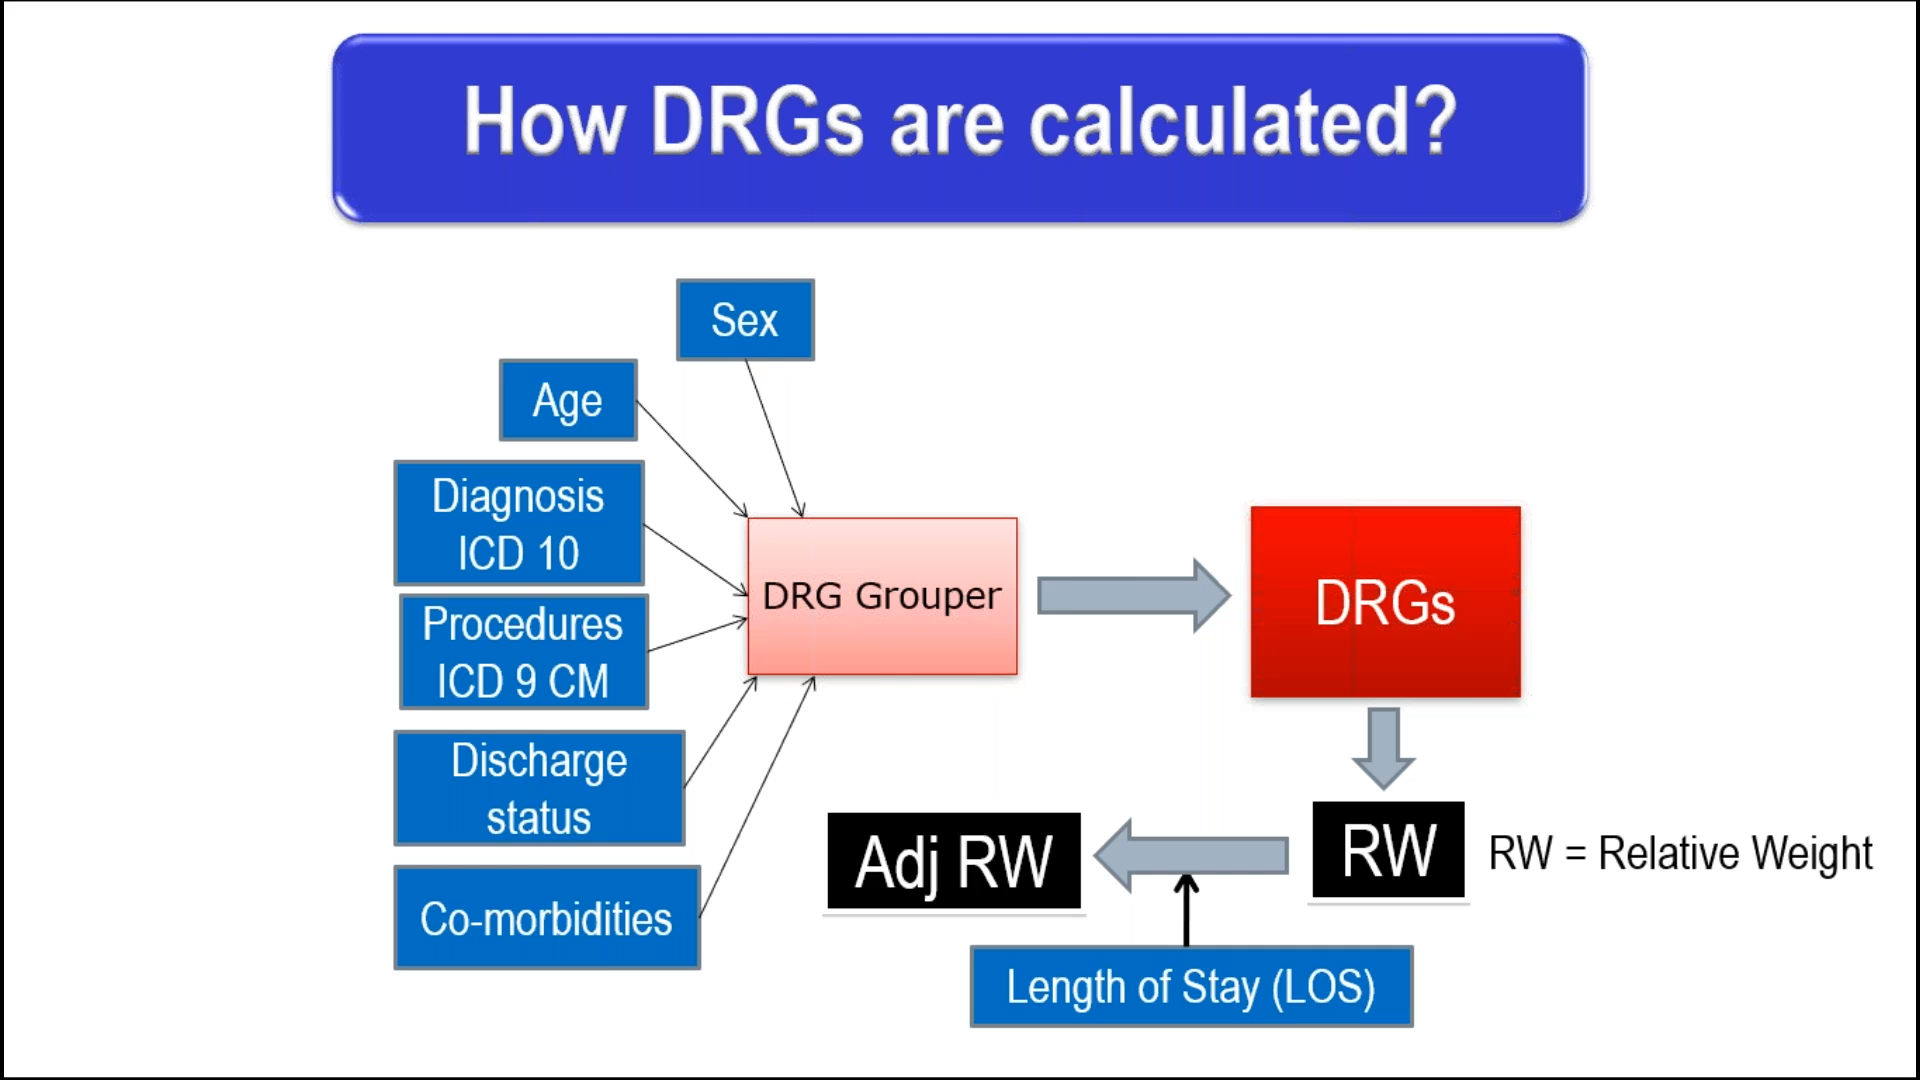 How DRGs are calculated?
Sex
Age
Diagnosis
ICD 10
Procedures
ICD 9 CM
Discharge
status
Co-morbidities
DRG Grouper
DRGs
RW
RW = Relative Weight
Adj RW
Length of Stay (LOS)